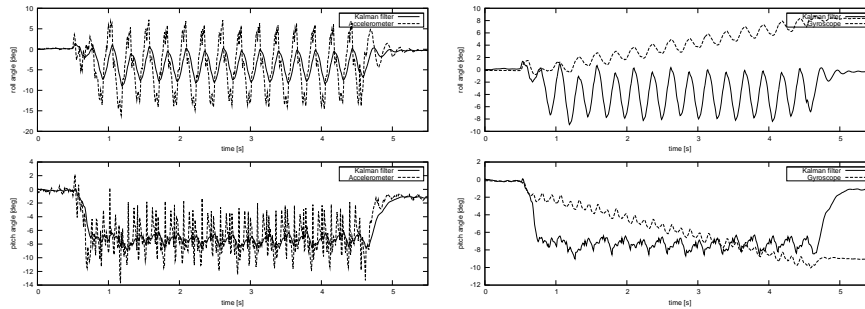 10
5
0
-5
-10
-15
-20
roll angle [deg]
Kalman filter
Accelerometer
0 1 2 3 4 5
time [s]
10
8
6
4
2
0
-2
-4
-6
-8
-10
roll angle [deg]
Kalman filter
Gyroscope
0 1 2 3 4 5
time [s]
4
2
0
-2
-4
-6
-8
-10
-12
-14
pitch angle [deg]
Kalman filter
Accelerometer
0 1 2 3 4 5
time [s]
2
0
-2
-4
-6
-8
-10
-12
pitch angle [deg]
Kalman filter
Gyroscope
0 1 2 3 4 5
time [s]